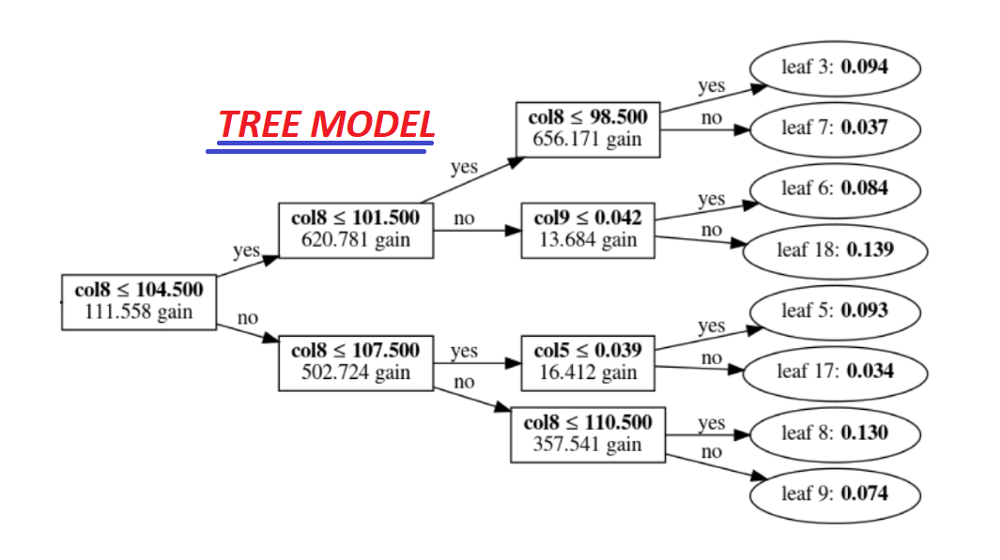 TREE MODEL
col8 ≤ 104.500
111.558 gain
yes
no
col8 ≤ 101.500
620.781 gain
yes
no
col8 ≤ 107.500
502.724 gain
yes
no
col8 ≤ 98.500
656.171 gain
yes
no
col9 ≤ 0.042
13.684 gain
yes
no
col5 ≤ 0.039
16.412 gain
yes
no
col8 ≤ 110.500
357.541 gain
yes
no
leaf 3: 0.094
leaf 7: 0.037
leaf 6: 0.084
leaf 18: 0.139
leaf 5: 0.093
leaf 17: 0.034
leaf 8: 0.130
leaf 9: 0.074